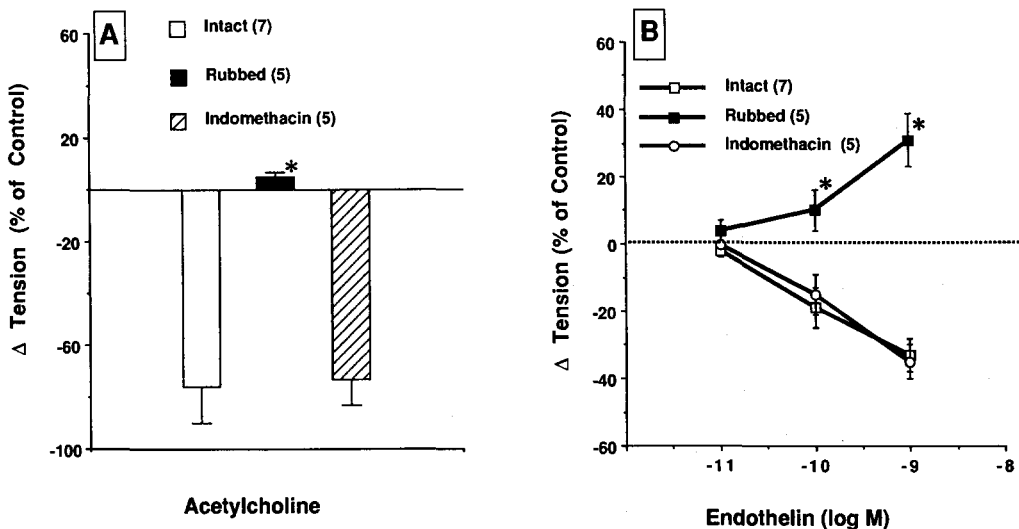 A
Intact (7)
Rubbed (5)
Indomethacin (5)
Δ Tension (% of Control)
60
20
-20
-60
-100
*
Acetylcholine
B
Intact (7)
Rubbed (5)
Indomethacin (5)
Δ Tension (% of Control)
60
40
20
0
-20
-40
-60
*
*
-11 -10 -9 -8
Endothelin (log M)